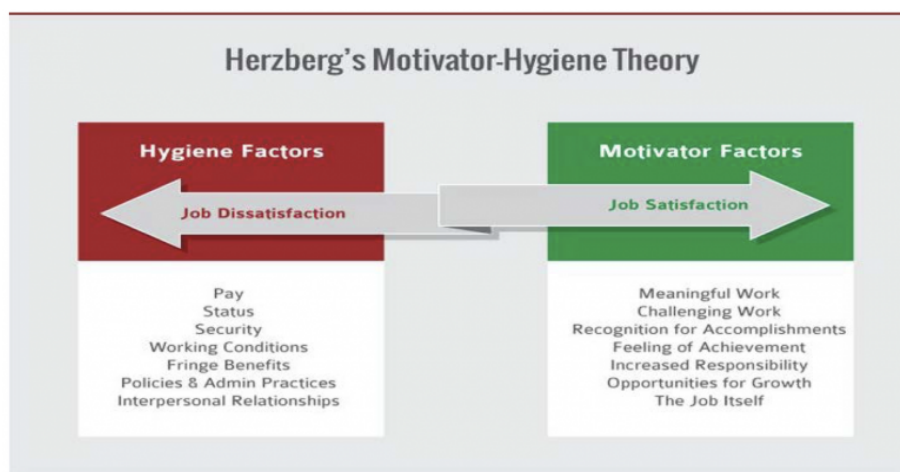 Herzberg's Motivator-Hygiene Theory
Hygiene Factors
Job Dissatisfaction
Pay
Status
Security
Working Conditions
Fringe Benefits
Policies & Admin Practices
Interpersonal Relationships
Motivator Factors
Job Satisfaction
Meaningful Work
Challenging Work
Recognition for Accomplishments
Feeling of Achievement
Increased Responsibility
Opportunities for Growth
The Job Itself